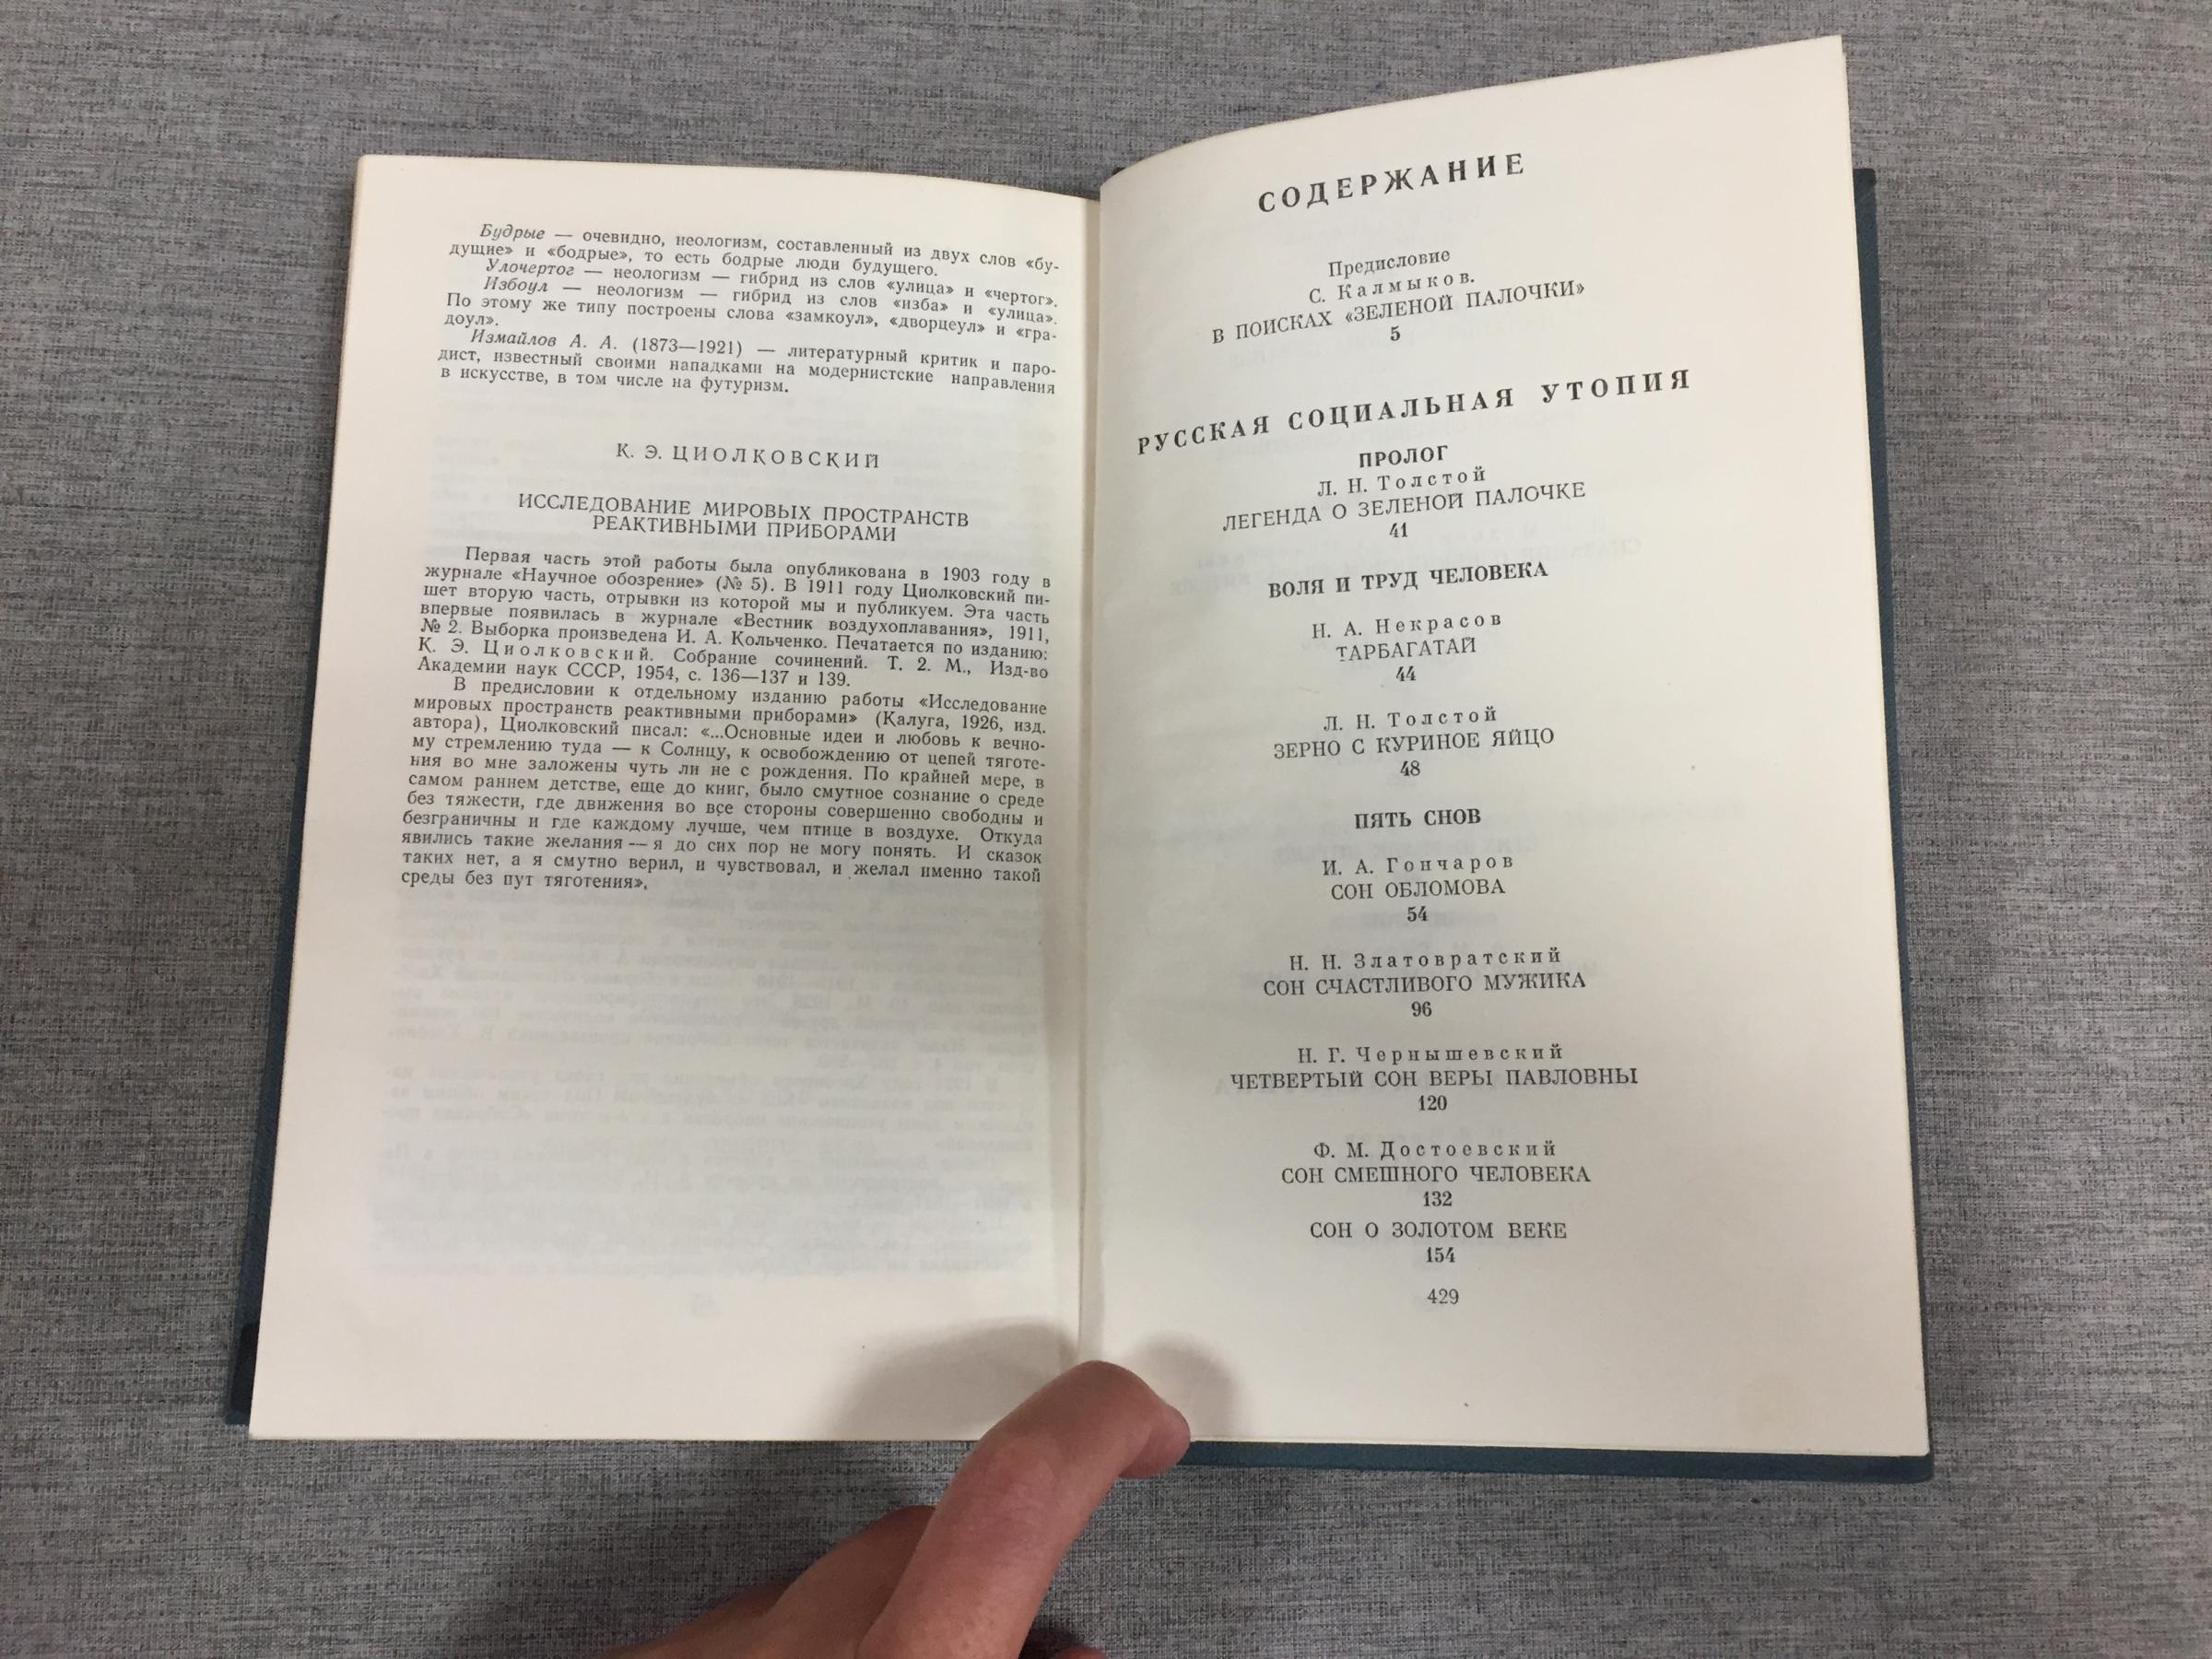 Будрые — очевидно, неологизм, составленный из двух слов «бу-
дущие» и «бодрые», то есть бодрые люди будущего.
Улочертог — неологизм — гибрид из слов «улица» и «чертог».
Избоул — неологизм — гибрид из слов «изба» и «улица».
По этому же типу построены слова «замкоул», «дворцеул» и «гра-
доул».
Измайлов А. А. (1873—1921) — литературный критик и паро-
дист, известный своими нападками на модернистские направления
в искусстве, в том числе на футуризм.
К. Э. ЦИОЛКОВСКИЙ
ИССЛЕДОВАНИЕ МИРОВЫХ ПРОСТРАНСТВ
РЕАКТИВНЫМИ ПРИБОРАМИ
Первая часть этой работы была опубликована в 1903 году в
журнале «Научное обозрение» (№ 5). В 1911 году Циолковский пи-
шет вторую часть, отрывки из которой мы и публикуем. Эта часть
впервые появилась в журнале «Вестник воздухоплавания», 1911,
№ 2. Выборка произведена И. А. Кольченко. Печатается по изданию:
К. Э. Циолковский. Собрание сочинений. Т. 2. М., Изд-во
Академии наук СССР, 1954, с. 136—137 и 139.
В предисловии к отдельному изданию работы «Исследование
мировых пространств реактивными приборами» (Калуга, 1926, изд.
автора), Циолковский писал: «...Основные идеи и любовь к вечно-
му стремлению туда — к Солнцу, к освобождению от цепей тяготе-
ния во мне заложены чуть ли не с рождения. По крайней мере, в
самом раннем детстве, еще до книг, было смутное сознание о среде
без тяжести, где движения во все стороны совершенно свободны и
безграничны и где каждому лучше, чем птице в воздухе. Откуда
явились такие желания — я до сих пор не могу понять. И сказок
таких нет, а я смутно верил, и чувствовал, и желал именно такой
среды без пут тяготения».
СОДЕРЖАНИЕ
Предисловие
С. Калмыков.
В ПОИСКАХ «ЗЕЛЕНОЙ ПАЛОЧКИ»
5
РУССКАЯ СОЦИАЛЬНАЯ УТОПИЯ
ПРОЛОГ
Л. Н. Толстой
ЛЕГЕНДА О ЗЕЛЕНОЙ ПАЛОЧКЕ
41
ВОЛЯ И ТРУД ЧЕЛОВЕКА
Н. А. Некрасов
ТАРБАГАТАЙ
44
Л. Н. Толстой
ЗЕРНО С КУРИНОЕ ЯЙЦО
48
ПЯТЬ СНОВ
И. А. Гончаров
СОН ОБЛОМОВА
54
Н. Н. Златовратский
СОН СЧАСТЛИВОГО МУЖИКА
96
Н. Г. Чернышевский
ЧЕТВЕРТЫЙ СОН ВЕРЫ ПАВЛОВНЫ
120
Ф. М. Достоевский
СОН СМЕШНОГО ЧЕЛОВЕКА
132
СОН О ЗОЛОТОМ ВЕКЕ
154
429